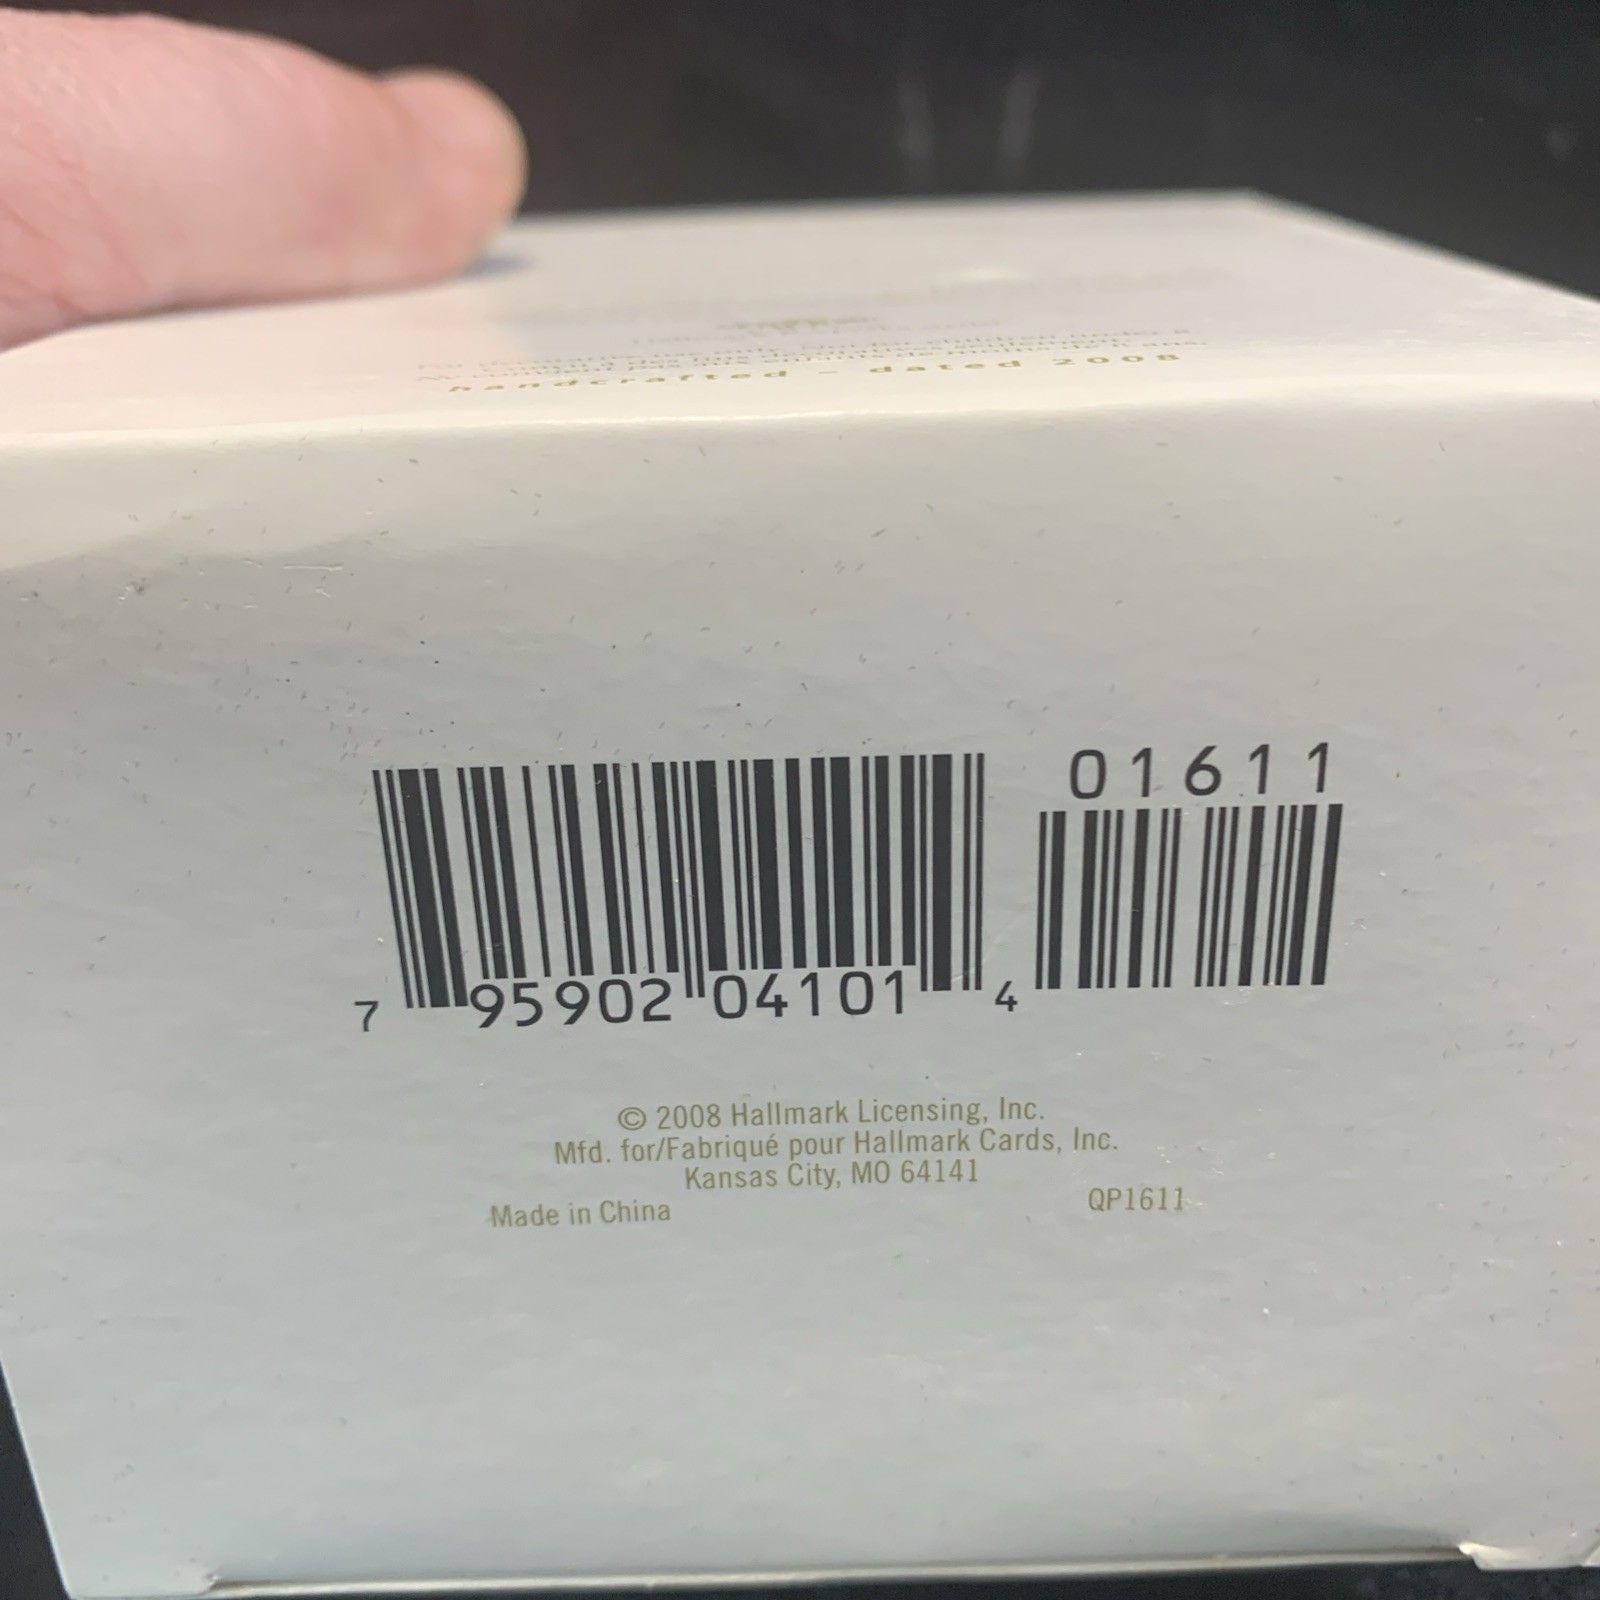 handcrafted – dated 2008
01611
7 95902 04101 4
© 2008 Hallmark Licensing, Inc.
Mfd. for/Fabriqué pour Hallmark Cards, Inc.
Kansas City, MO 64141
Made in China
QP1611